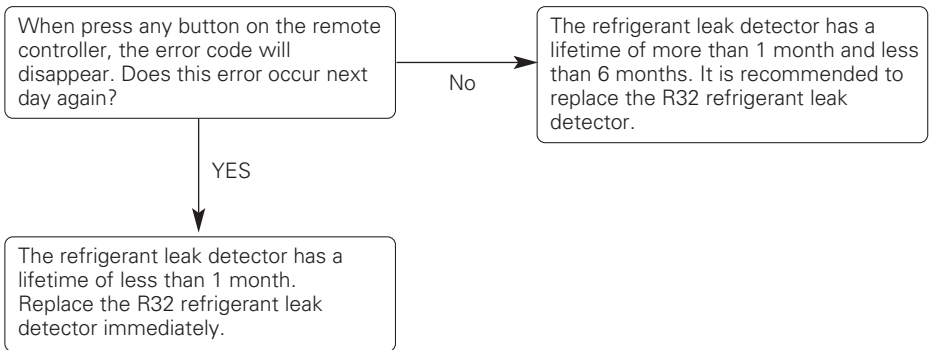 When press any button on the remote
controller, the error code will
disappear. Does this error occur next
day again?
No
The refrigerant leak detector has a
lifetime of more than 1 month and less
than 6 months. It is recommended to
replace the R32 refrigerant leak
detector.
YES
The refrigerant leak detector has a
lifetime of less than 1 month.
Replace the R32 refrigerant leak
detector immediately.